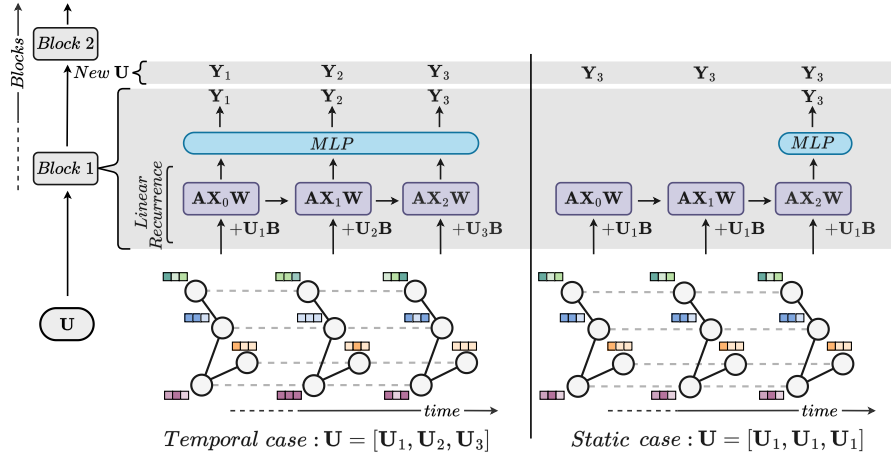 Blocks
Block 2
Block 1
U
New U
Y₁ Y₂ Y₃ Y₃ Y₃ Y₃
Y₁ Y₂ Y₃ Y₃
MLP MLP
Linear
Recurrence
AX₀W AX₁W AX₂W AX₀W AX₁W AX₂W
+U₁B +U₂B +U₃B +U₁B +U₁B +U₁B
time time
Temporal case : U = [U₁, U₂, U₃] Static case : U = [U₁, U₁, U₁]